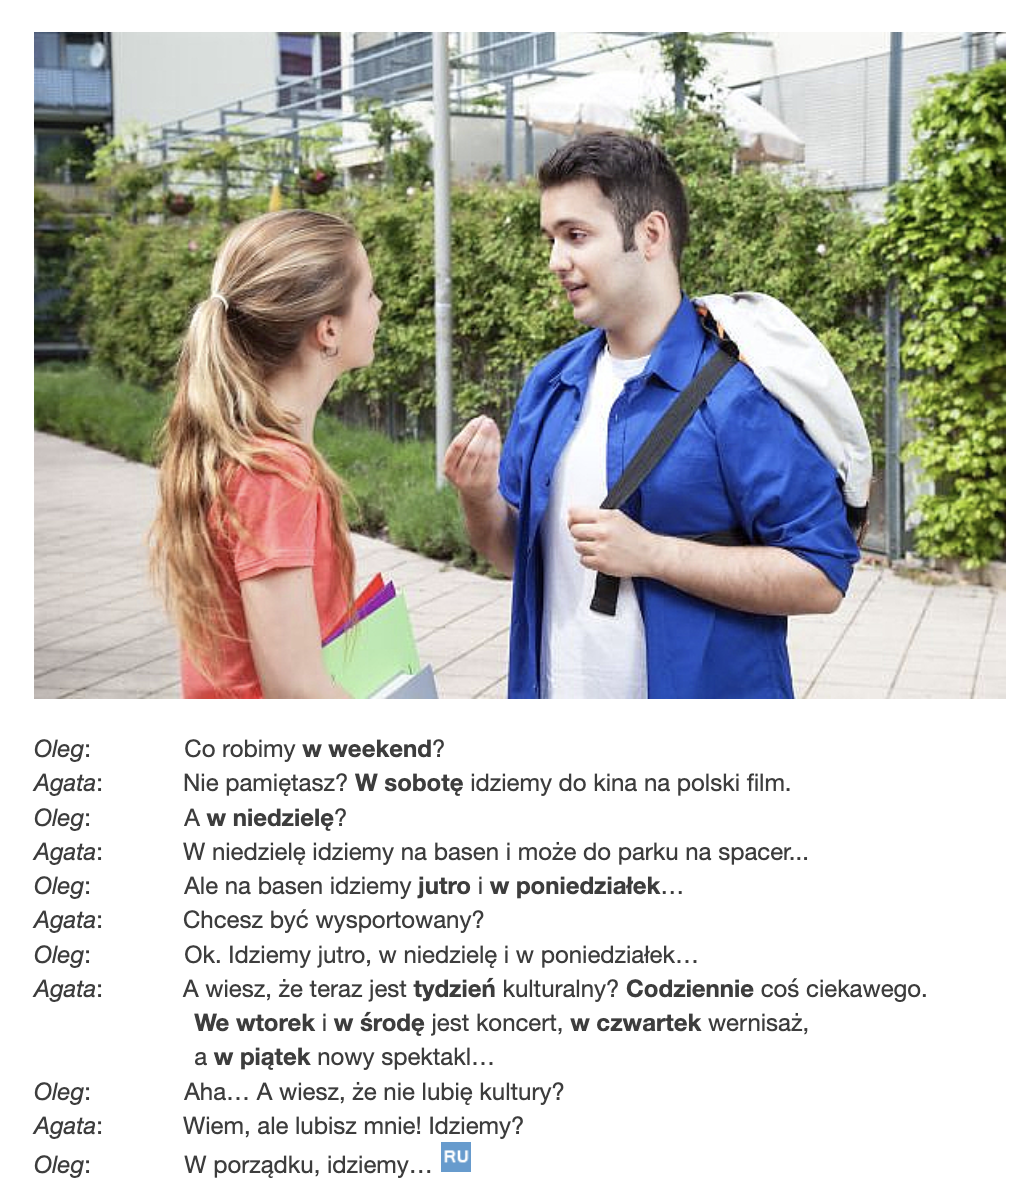 Oleg: Co robimy w weekend?
Agata: Nie pamiętasz? W sobotę idziemy do kina na polski film.
Oleg: A w niedzielę?
Agata: W niedzielę idziemy na basen i może do parku na spacer...
Oleg: Ale na basen idziemy jutro i w poniedziałek…
Agata: Chcesz być wysportowany?
Oleg: Ok. Idziemy jutro, w niedzielę i w poniedziałek…
Agata: A wiesz, że teraz jest tydzień kulturalny? Codziennie coś ciekawego.
We wtorek i w środę jest koncert, w czwartek wernisaż,
a w piątek nowy spektakl…
Oleg: Aha… A wiesz, że nie lubię kultury?
Agata: Wiem, ale lubisz mnie! Idziemy?
Oleg: W porządku, idziemy… RU